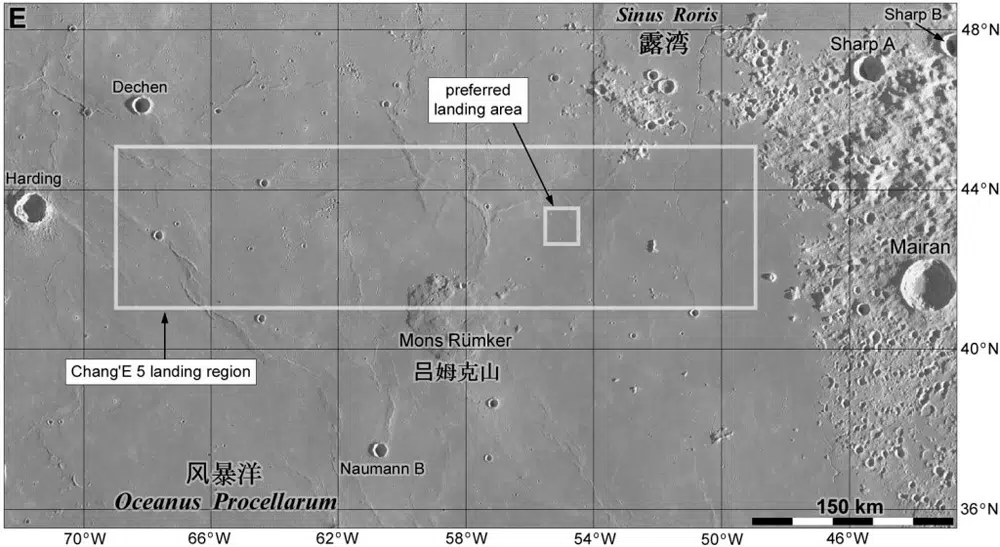 E
Sinus Roris
露湾
Sharp B
48°N
Sharp A
Dechen
preferred
landing area
44°N
Harding
Mairan
Mons Rümker
吕姆克山
40°N
Chang'E 5 landing region
风暴洋
Oceanus Procellarum
Naumann B
150 km
36°N
70°W
66°W
62°W
58°W
54°W
50°W
46°W